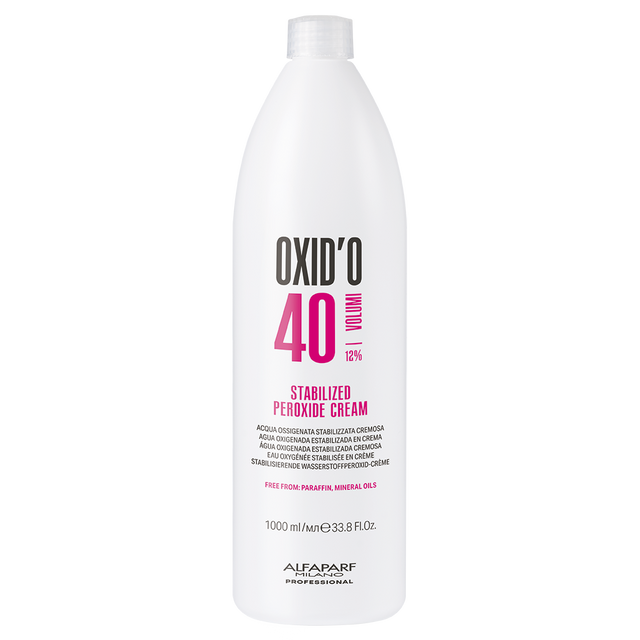 OXID'O
40 | VOLUMI
12%
STABILIZED
PEROXIDE CREAM
ACQUA OSSIGENATA STABILIZZATA CREMOSA
AGUA OXIGENADA ESTABILIZADA EN CREMA
ÁGUA OXIGENADA ESTABILIZADA CREMOSA
EAU OXYGÉNÉE STABILISÉE EN CRÈME
STABILISIERENDE WASSERSTOFFPEROXID-CRÈME
FREE FROM: PARAFFIN, MINERAL OILS
1000 ml/мл℮33.8 Fl.Oz.
ALFAPARF
MILANO
PROFESSIONAL